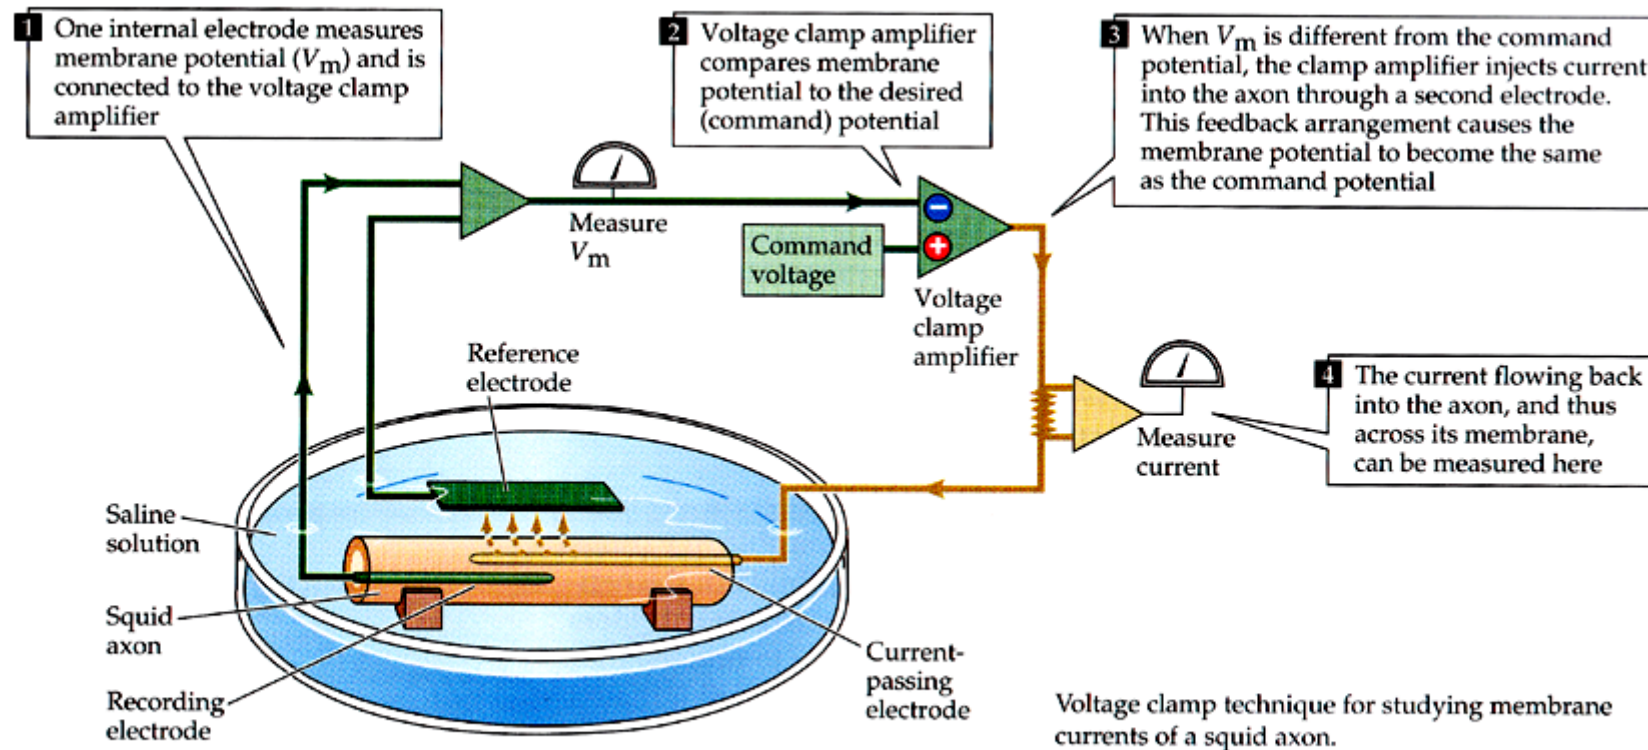 1 One internal electrode measures
membrane potential (Vm) and is
connected to the voltage clamp
amplifier
2 Voltage clamp amplifier
compares membrane
potential to the desired
(command) potential
3 When Vm is different from the command
potential, the clamp amplifier injects current
into the axon through a second electrode.
This feedback arrangement causes the
membrane potential to become the same
as the command potential
Measure
Vm
−
+
Command
voltage
Voltage
clamp
amplifier
Reference
electrode
Measure
current
4 The current flowing back
into the axon, and thus
across its membrane,
can be measured here
Saline
solution
Squid
axon
Recording
electrode
Current-
passing
electrode
Voltage clamp technique for studying membrane
currents of a squid axon.